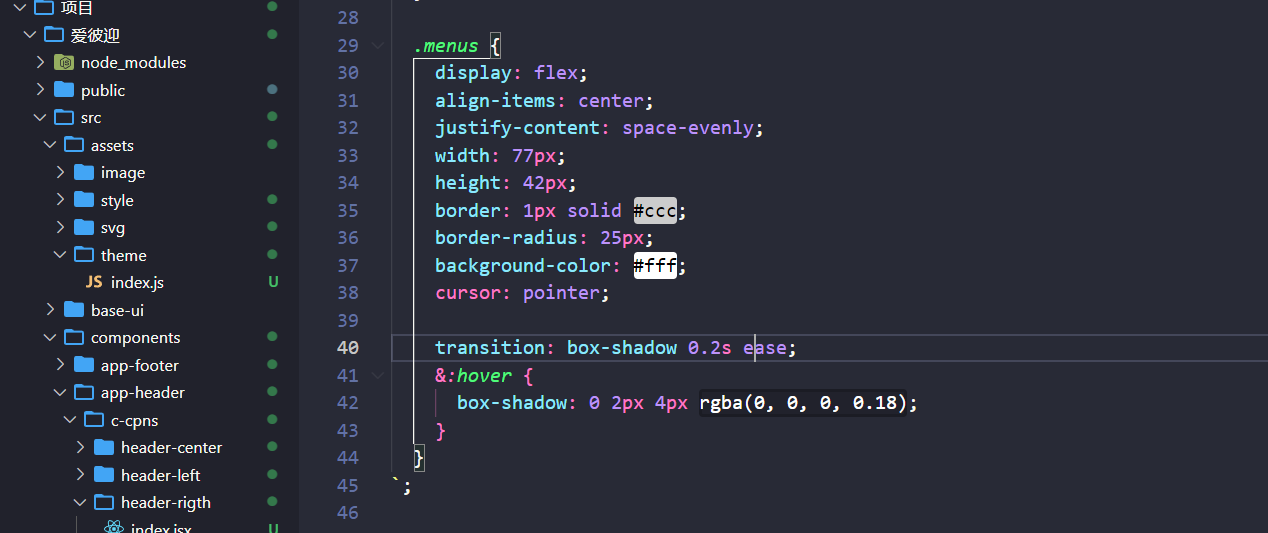 项目
爱彼迎
node_modules
public
src
assets
image
style
svg
theme
JS index.js U
base-ui
components
app-footer
app-header
c-cpns
header-center
header-left
header-rigth
index.jsx U
28
29 .menus {
30 display: flex;
31 align-items: center;
32 justify-content: space-evenly;
33 width: 77px;
34 height: 42px;
35 border: 1px solid #ccc;
36 border-radius: 25px;
37 background-color: #fff;
38 cursor: pointer;
39
40 transition: box-shadow 0.2s ease;
41 &:hover {
42 box-shadow: 0 2px 4px rgba(0, 0, 0, 0.18);
43 }
44 }
45 `;
46